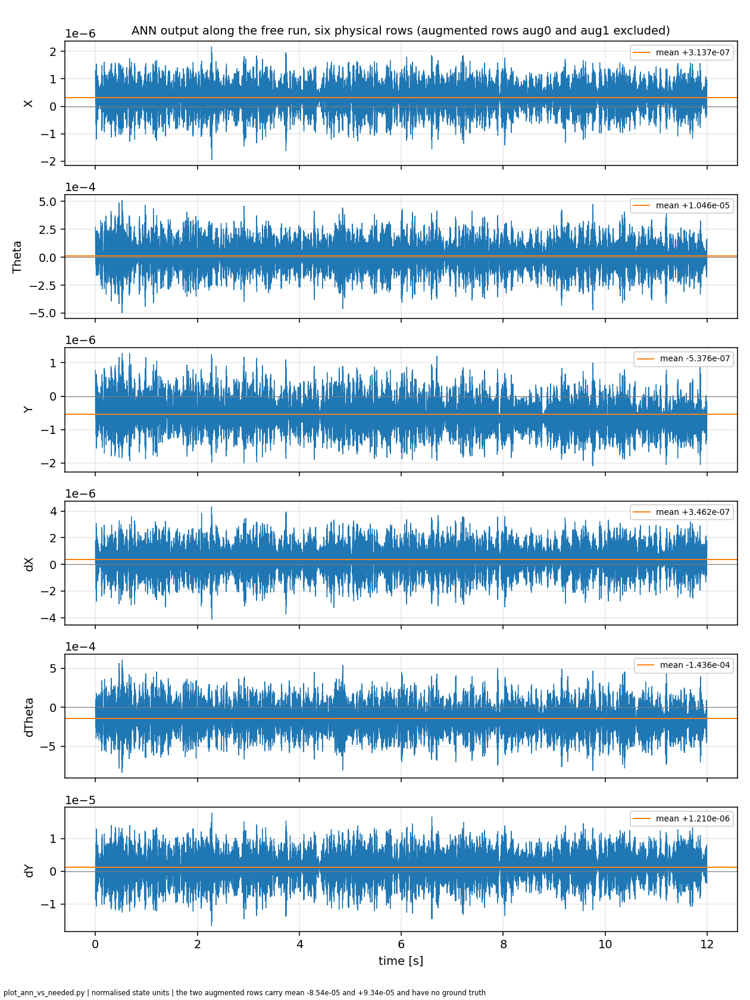 ANN output along the free run, six physical rows (augmented rows aug0 and aug1 excluded)
1e−6
mean +3.137e-07
2
1
0
−1
−2
X
1e−4
mean +1.046e-05
5.0
2.5
0.0
−2.5
−5.0
Theta
1e−6
mean -5.376e-07
1
0
−1
−2
Y
1e−6
mean +3.462e-07
4
2
0
−2
−4
dX
1e−4
mean -1.436e-04
5
0
−5
dTheta
1e−5
mean +1.210e-06
1
0
−1
dY
0 2 4 6 8 10 12
time [s]
plot_ann_vs_needed.py | normalised state units | the two augmented rows carry mean -8.54e-05 and +9.34e-05 and have no ground truth